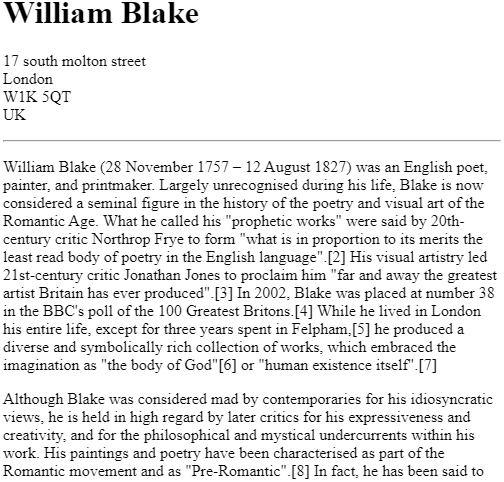 William Blake
17 south molton street
London
W1K 5QT
UK
William Blake (28 November 1757 – 12 August 1827) was an English poet,
painter, and printmaker. Largely unrecognised during his life, Blake is now
considered a seminal figure in the history of the poetry and visual art of the
Romantic Age. What he called his "prophetic works" were said by 20th-
century critic Northrop Frye to form "what is in proportion to its merits the
least read body of poetry in the English language".[2] His visual artistry led
21st-century critic Jonathan Jones to proclaim him "far and away the greatest
artist Britain has ever produced".[3] In 2002, Blake was placed at number 38
in the BBC's poll of the 100 Greatest Britons.[4] While he lived in London
his entire life, except for three years spent in Felpham,[5] he produced a
diverse and symbolically rich collection of works, which embraced the
imagination as "the body of God"[6] or "human existence itself".[7]
Although Blake was considered mad by contemporaries for his idiosyncratic
views, he is held in high regard by later critics for his expressiveness and
creativity, and for the philosophical and mystical undercurrents within his
work. His paintings and poetry have been characterised as part of the
Romantic movement and as "Pre-Romantic".[8] In fact, he has been said to